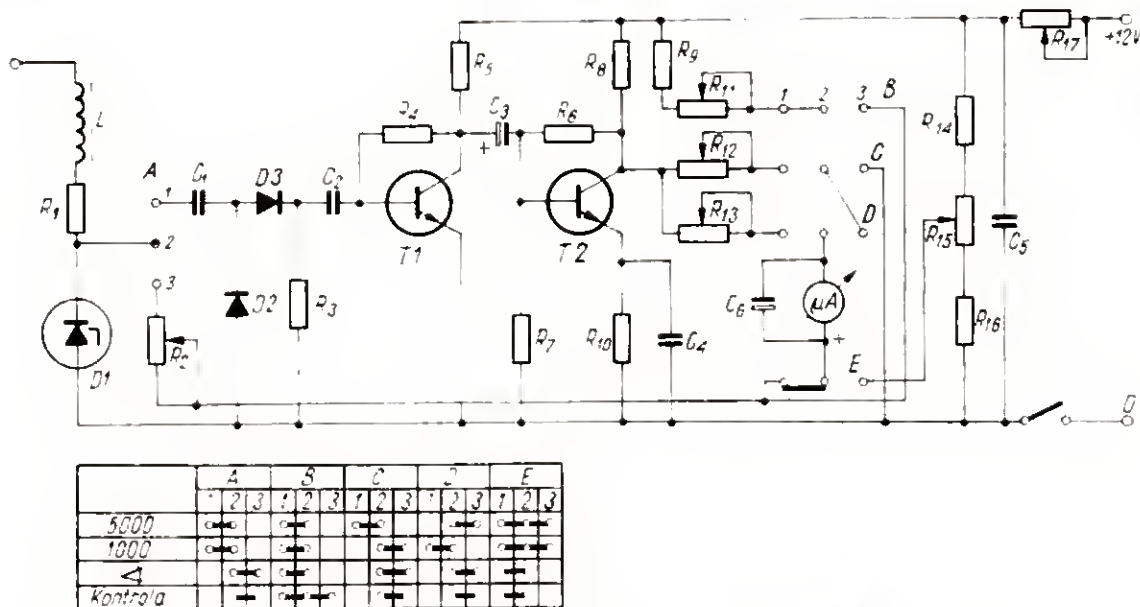 R5
R8
R9
R17
+12V
L
R4
C3
R6
R11
1 2 3 B
R14
A
1
C1
D3
C2
R12
C
R1
T1
T2
R13
D
R15
C5
2
3
D2
R3
C6
μA
R2
R7
R10
C4
+
E
R16
D1
0
A B C D E
1 2 3 1 2 3 1 2 3 1 2 3 1 2 3
5000
1000
Kontrola